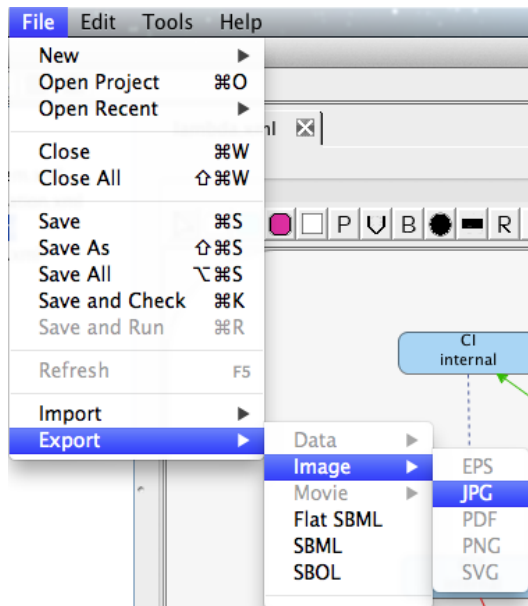 File Edit Tools Help
New ▶
Open Project ⌘O
Open Recent ▶
Close ⌘W
Close All ⇧⌘W
Save ⌘S
Save As ⇧⌘S
Save All ⌥⌘S
Save and Check ⌘K
Save and Run ⌘R
Refresh F5
Import ▶
Export ▶
P V B R
CI
internal
Data ▶
Image ▶
Movie ▶
Flat SBML
SBML
SBOL
EPS
JPG
PDF
PNG
SVG